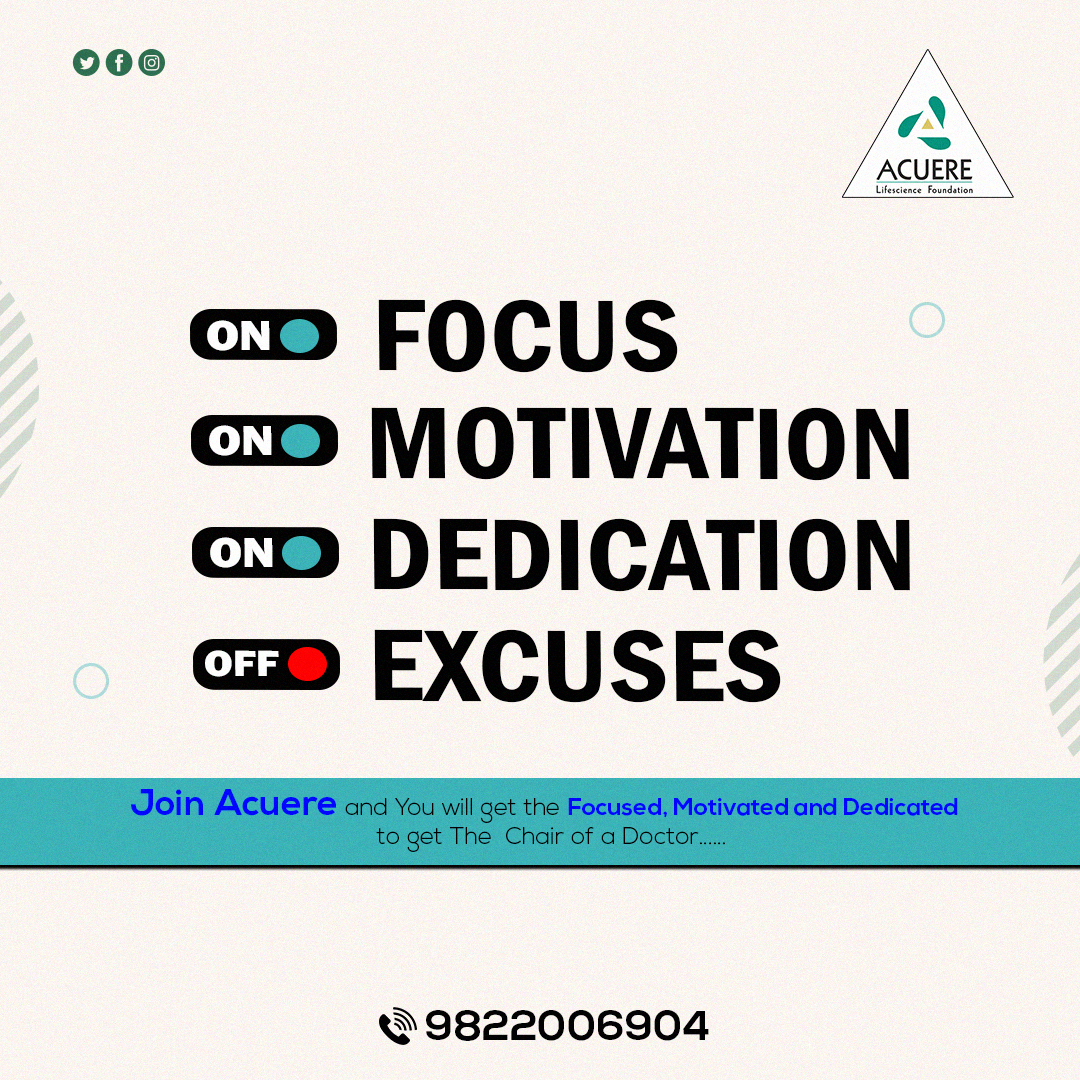 ACUERE
Lifescience Foundation
ON FOCUS
ON MOTIVATION
ON DEDICATION
OFF EXCUSES
Join Acuere and You will get the Focused, Motivated and Dedicated
to get The Chair of a Doctor......
9822006904